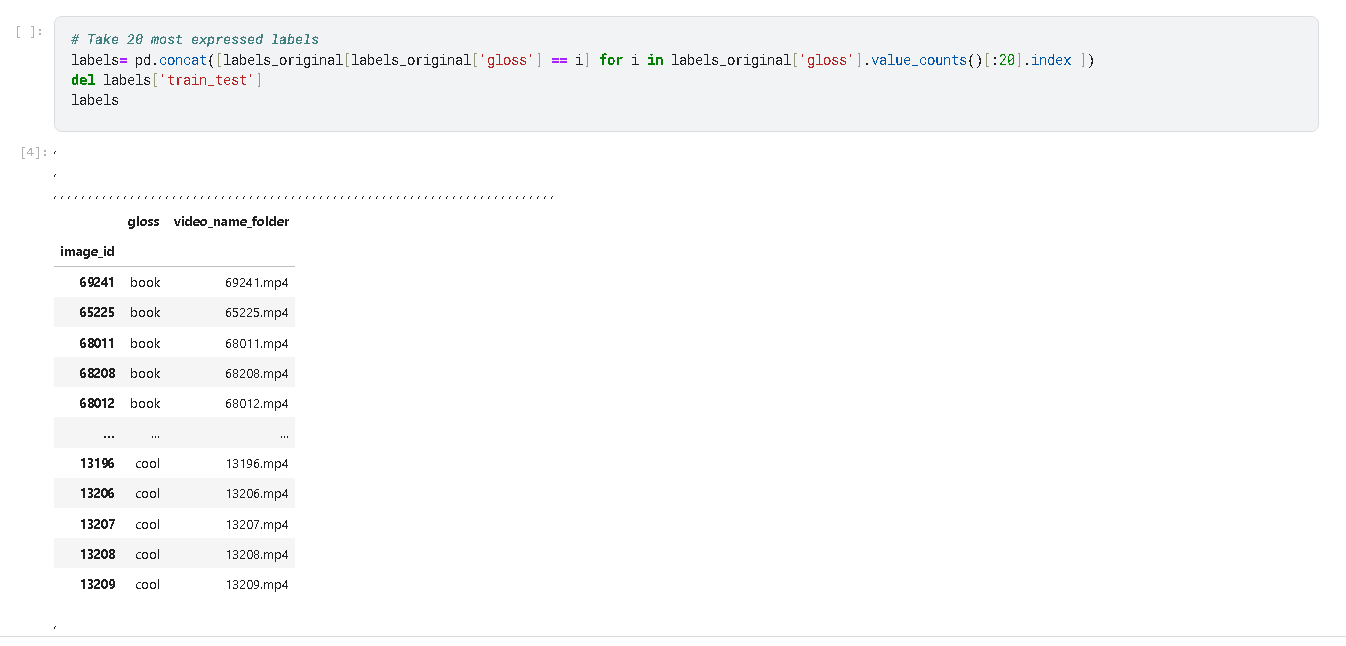 [ ]:
# Take 20 most expressed labels
labels= pd.concat([labels_original[labels_original['gloss'] == i] for i in labels_original['gloss'].value_counts()[:20].index ])
del labels['train_test']
labels
[4]:
gloss video_name_folder
image_id
69241 book 69241.mp4
65225 book 65225.mp4
68011 book 68011.mp4
68208 book 68208.mp4
68012 book 68012.mp4
... ... ...
13196 cool 13196.mp4
13206 cool 13206.mp4
13207 cool 13207.mp4
13208 cool 13208.mp4
13209 cool 13209.mp4